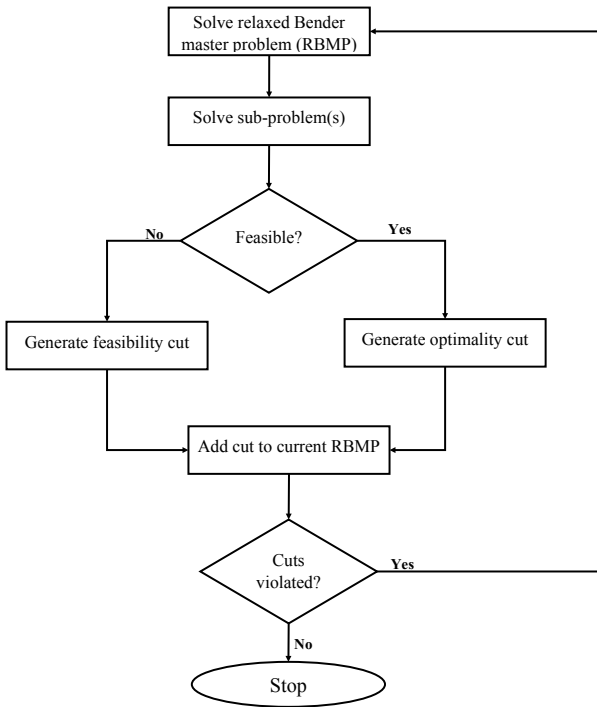 Solve relaxed Bender
master problem (RBMP)
Solve sub-problem(s)
Feasible?
No
Yes
Generate feasibility cut
Generate optimality cut
Add cut to current RBMP
Cuts
violated?
Yes
No
Stop